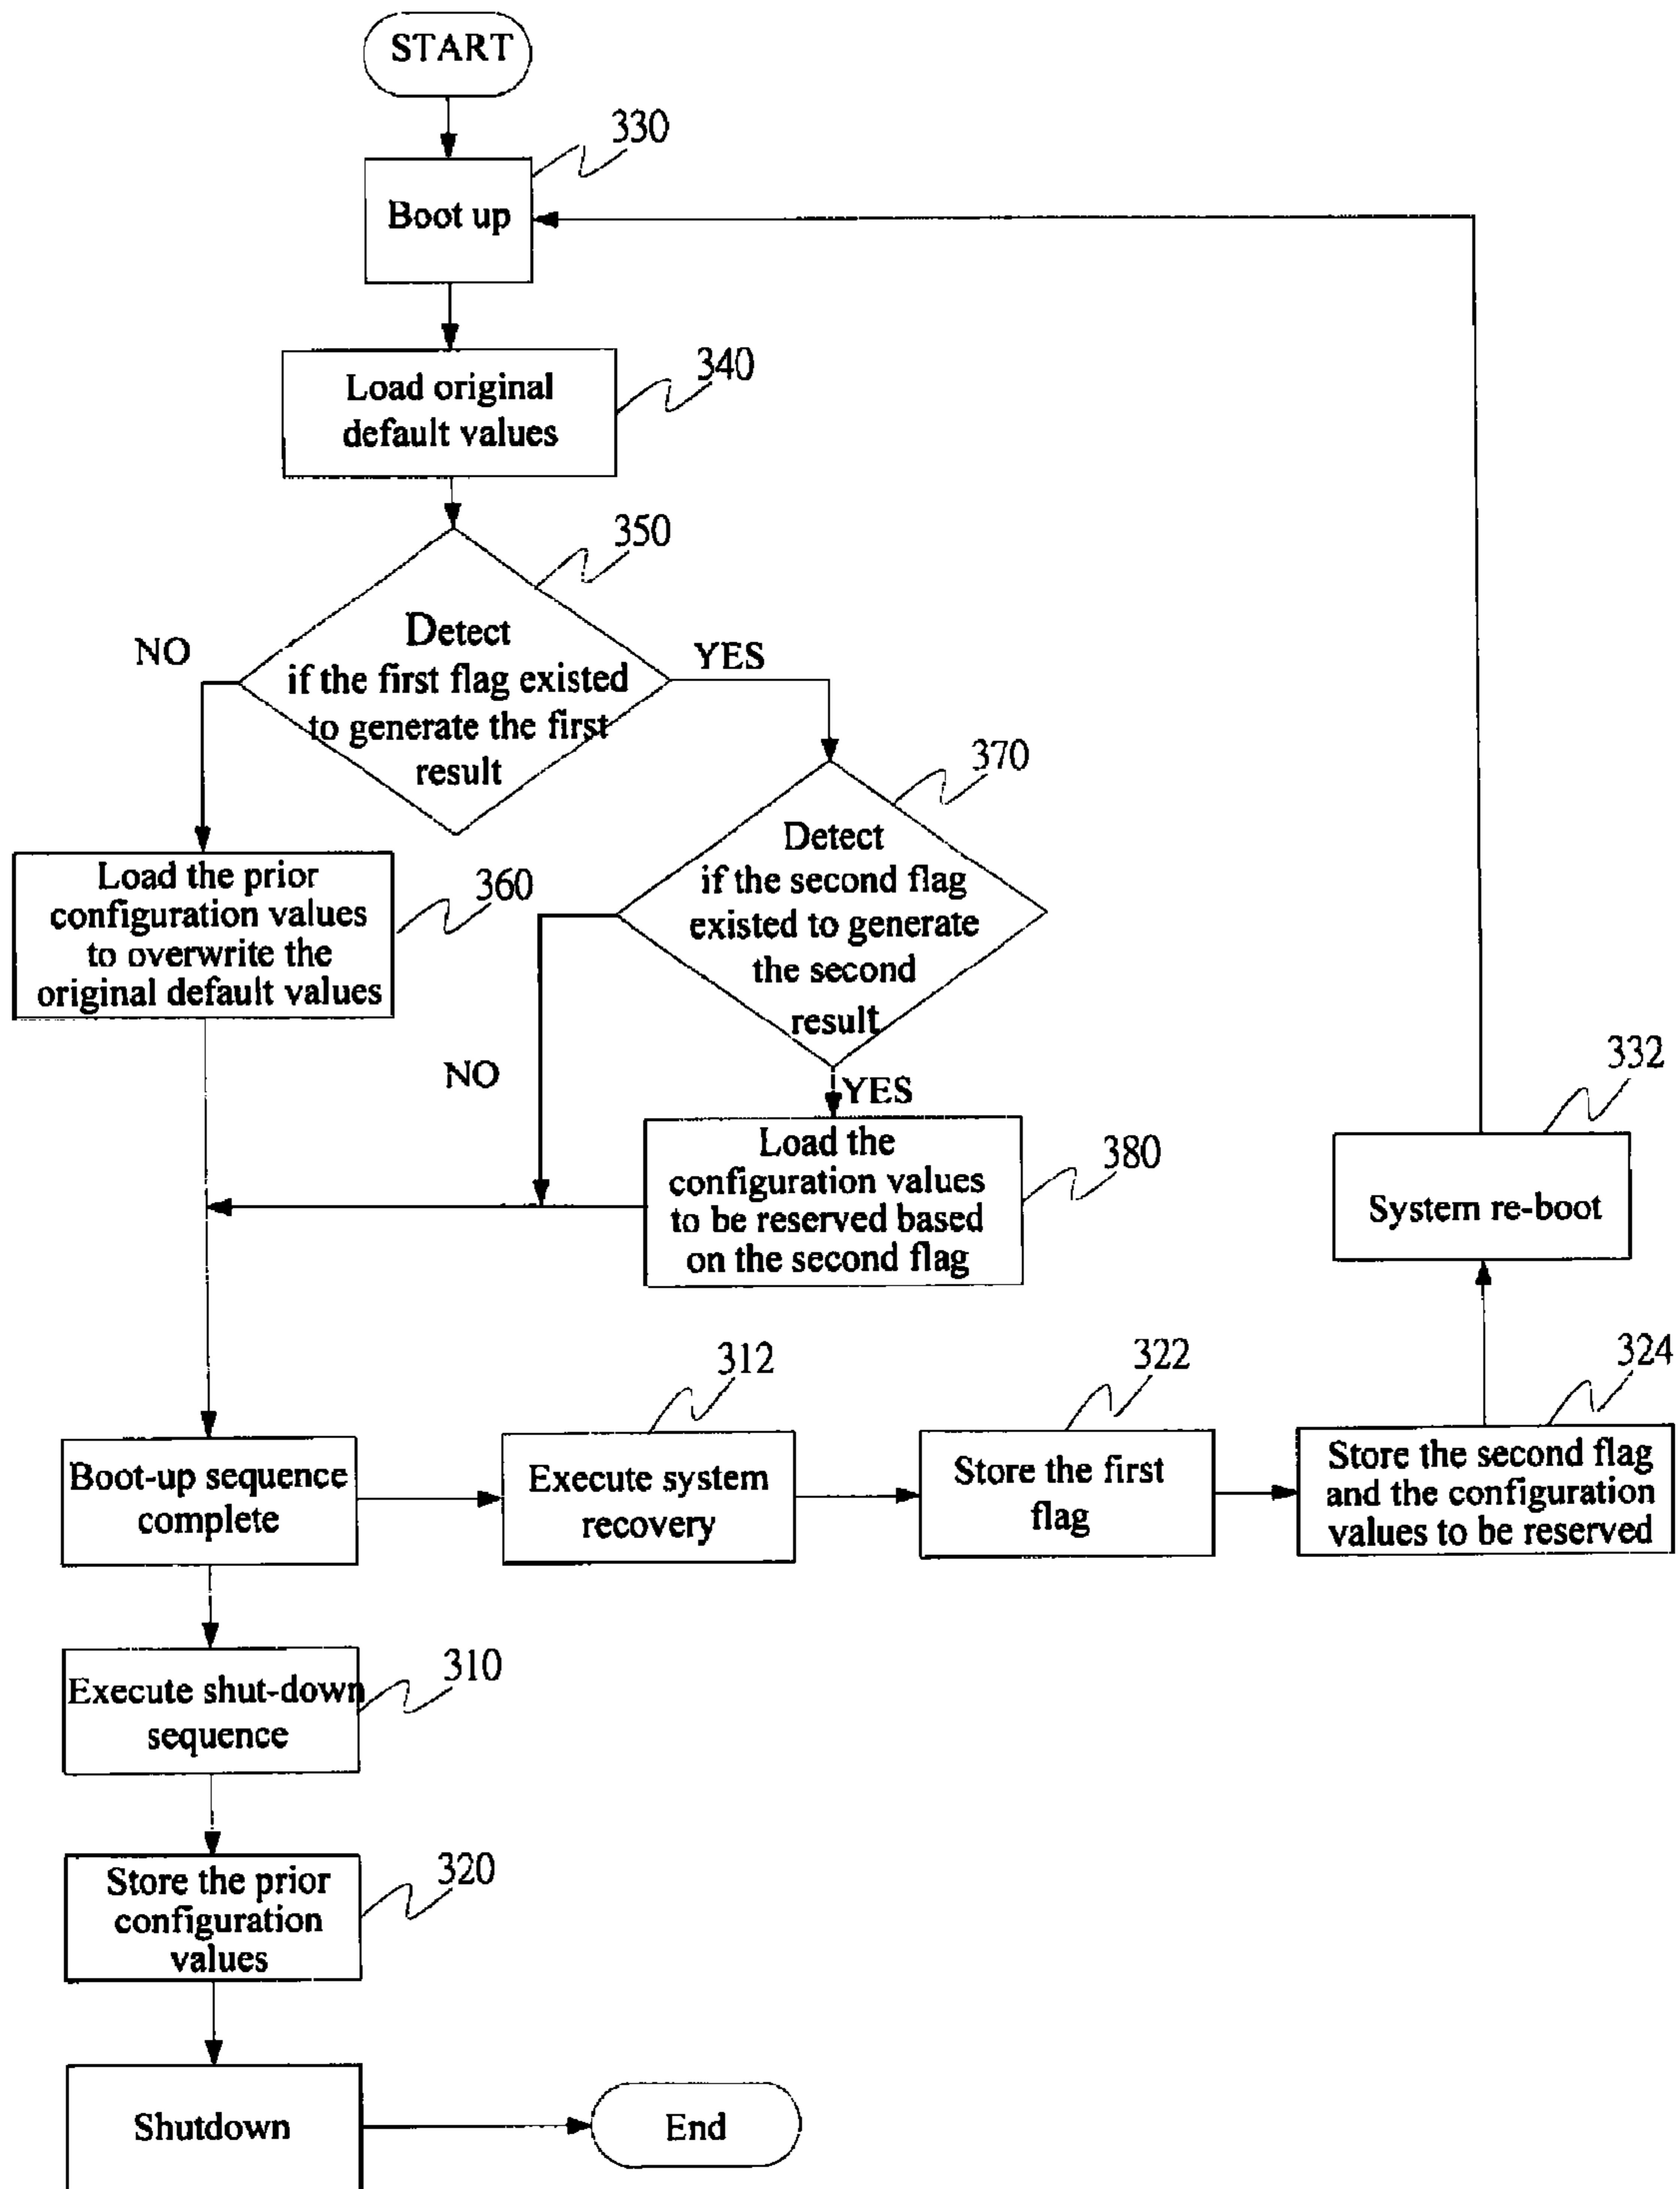 START
330
Boot up
340
Load original
default values
350
Detect
if the first flag existed
to generate the first
result
NO
YES
370
Detect
if the second flag
existed to generate
the second
result
360
Load the prior
configuration values
to overwrite the
original default values
NO
YES
380
Load the
configuration values
to be reserved based
on the second flag
332
System re-boot
312
322
324
Boot-up sequence
complete
Execute system
recovery
Store the first
flag
Store the second flag
and the configuration
values to be reserved
310
Execute shut-down
sequence
320
Store the prior
configuration
values
Shutdown
End